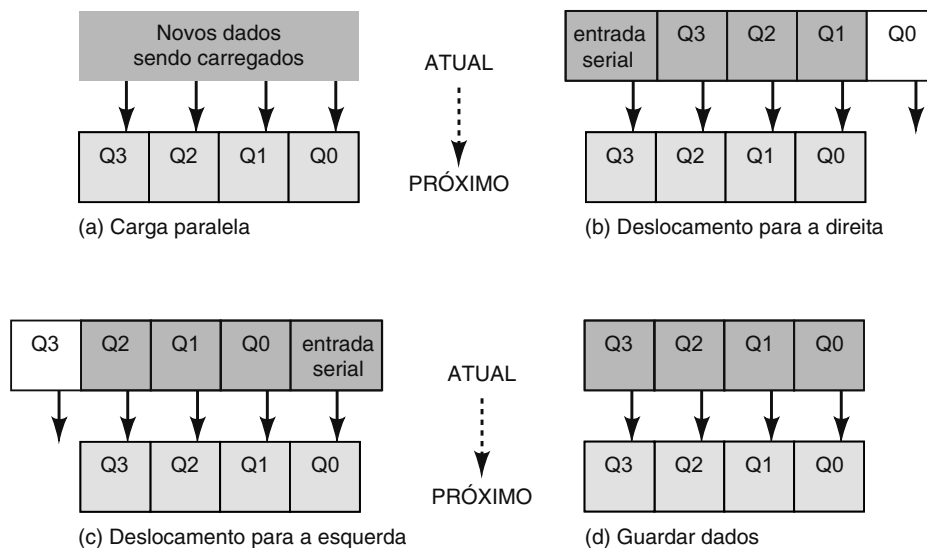 Novos dados
sendo carregados
Q3 Q2 Q1 Q0
(a) Carga paralela
ATUAL
PRÓXIMO
entrada
serial
Q3 Q2 Q1 Q0
Q3 Q2 Q1 Q0
(b) Deslocamento para a direita
Q3 Q2 Q1 Q0 entrada
serial
Q3 Q2 Q1 Q0
(c) Deslocamento para a esquerda
ATUAL
PRÓXIMO
Q3 Q2 Q1 Q0
Q3 Q2 Q1 Q0
(d) Guardar dados